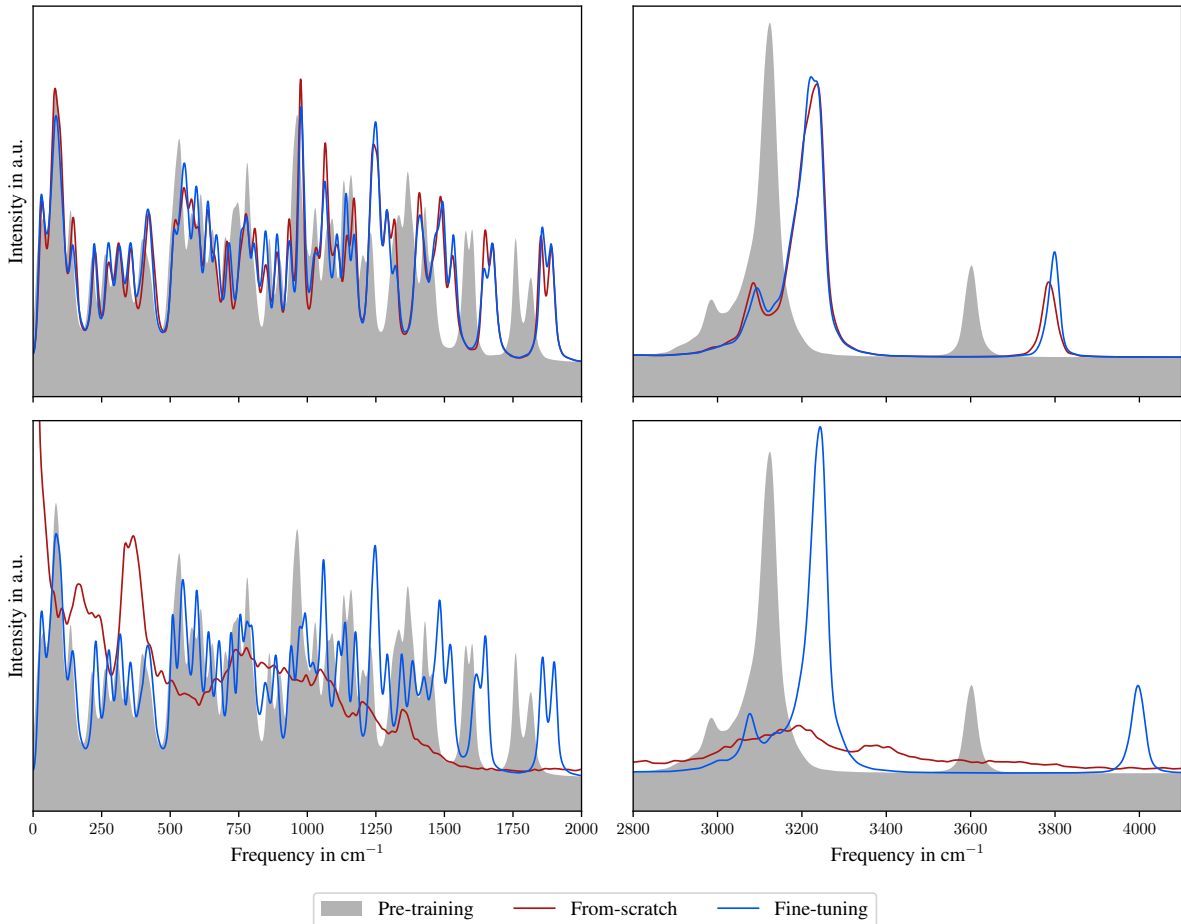 Intensity in a.u.
Intensity in a.u.
0 250 500 750 1000 1250 1500 1750 2000
2800 3000 3200 3400 3600 3800 4000
Frequency in cm⁻¹
Frequency in cm⁻¹
Pre-training From-scratch Fine-tuning